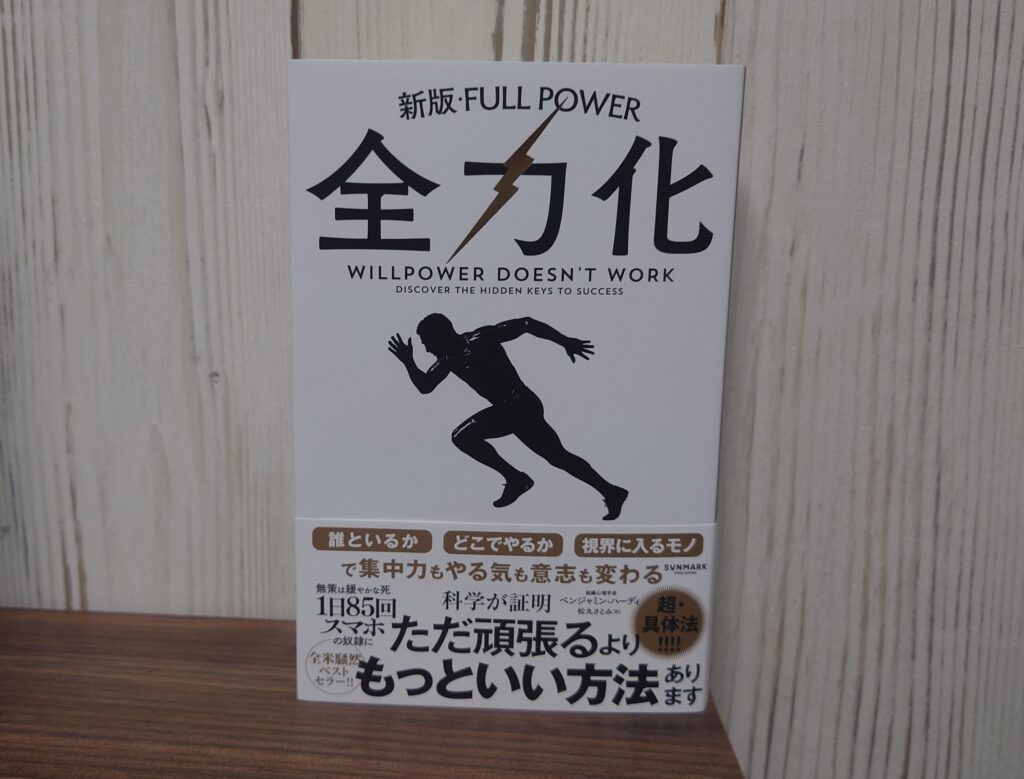 新版・FULL POWER
全力化
WILLPOWER DOESN'T WORK
DISCOVER THE HIDDEN KEYS TO SUCCESS
誰といるか どこでやるか 視界に入るモノ
で集中力もやる気も意志も変わる
SUNMARK
PUBLISHING
無策は緩やかな死
1日85回
スマホ
の奴隷に
科学が証明
組織心理学者
ベンジャミン・ハーディ
松丸さとみ(訳)
超・
具体法
!!!!
ただ頑張るより
もっといい方法あります
全米騒然
ベスト
セラー!!